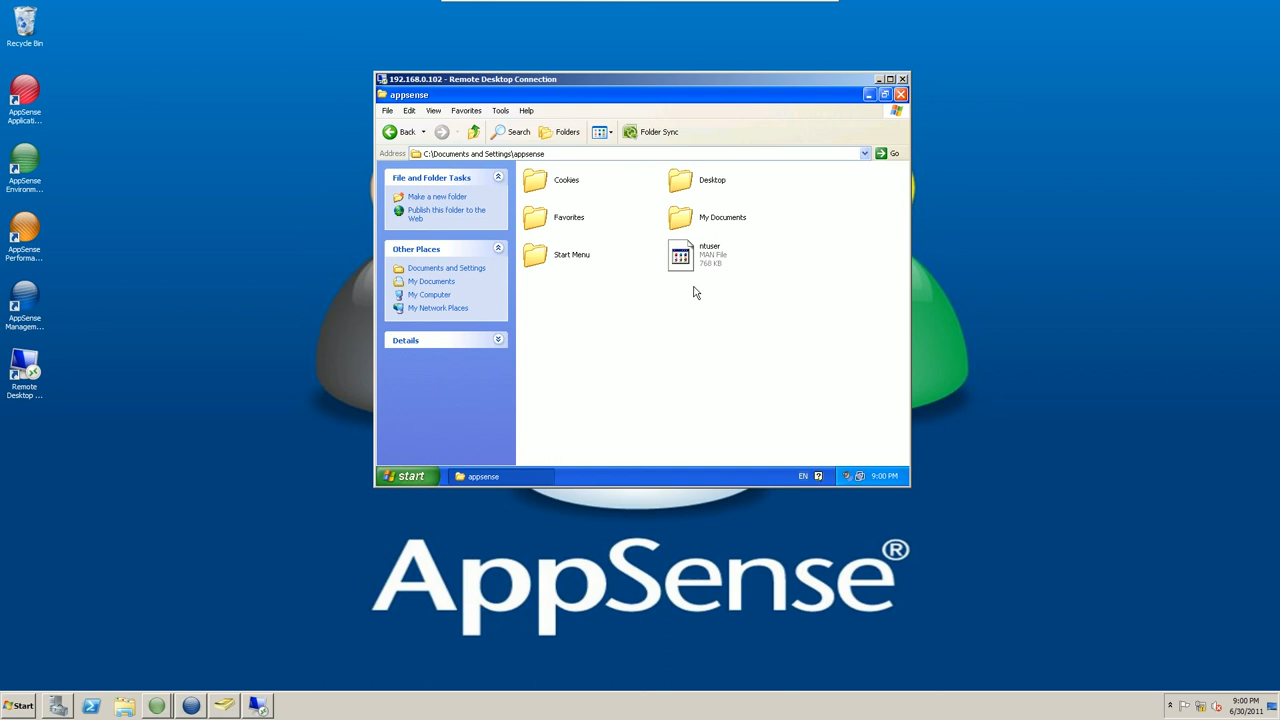 Recycle Bin
AppSense
Applicati...
AppSense
Environm...
AppSense
Performa...
AppSense
Managem...
Remote
Desktop ...
192.168.0.102 - Remote Desktop Connection
appsense
File Edit View Favorites Tools Help
Back Search Folders Folder Sync
Address C:\Documents and Settings\appsense Go
File and Folder Tasks
Make a new folder
Publish this folder to the
Web
Other Places
Documents and Settings
My Documents
My Computer
My Network Places
Details
Cookies Desktop
Favorites My Documents
Start Menu
ntuser
MAN File
768 KB
start appsense EN ? 9:00 PM
AppSense®
Start
9:00 PM
6/30/2011